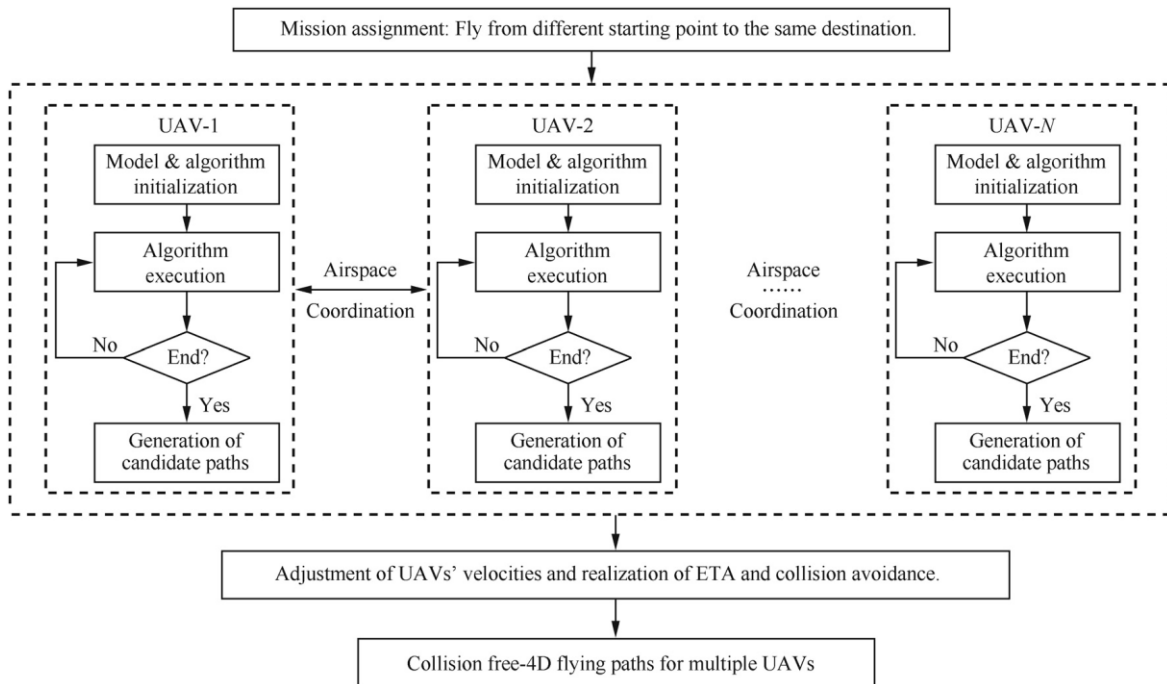 Mission assignment: Fly from different starting point to the same destination.
UAV-1
Model & algorithm
initialization
Algorithm
execution
No
End?
Yes
Generation of
candidate paths
Airspace
Coordination
UAV-2
Model & algorithm
initialization
Algorithm
execution
No
End?
Yes
Generation of
candidate paths
Airspace
......
Coordination
UAV-N
Model & algorithm
initialization
Algorithm
execution
No
End?
Yes
Generation of
candidate paths
Adjustment of UAVs’ velocities and realization of ETA and collision avoidance.
Collision free-4D flying paths for multiple UAVs